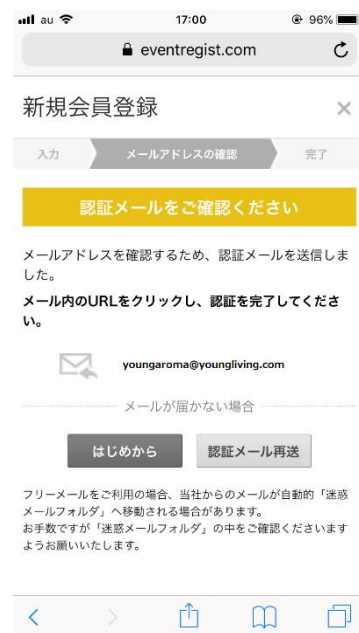 au 17:00 96%
eventregist.com
新規会員登録
入力 メールアドレスの確認 完了
認証メールをご確認ください
メールアドレスを確認するため、認証メールを送信しま
した。
メール内のURLをクリックし、認証を完了してくださ
い。
youngaroma@youngliving.com
メールが届かない場合
はじめから 認証メール再送
フリーメールをご利用の場合、当社からのメールが自動的「迷惑
メールフォルダ」へ移動される場合があります。
お手数ですが「迷惑メールフォルダ」の中をご確認くださいます
ようお願いいたします。